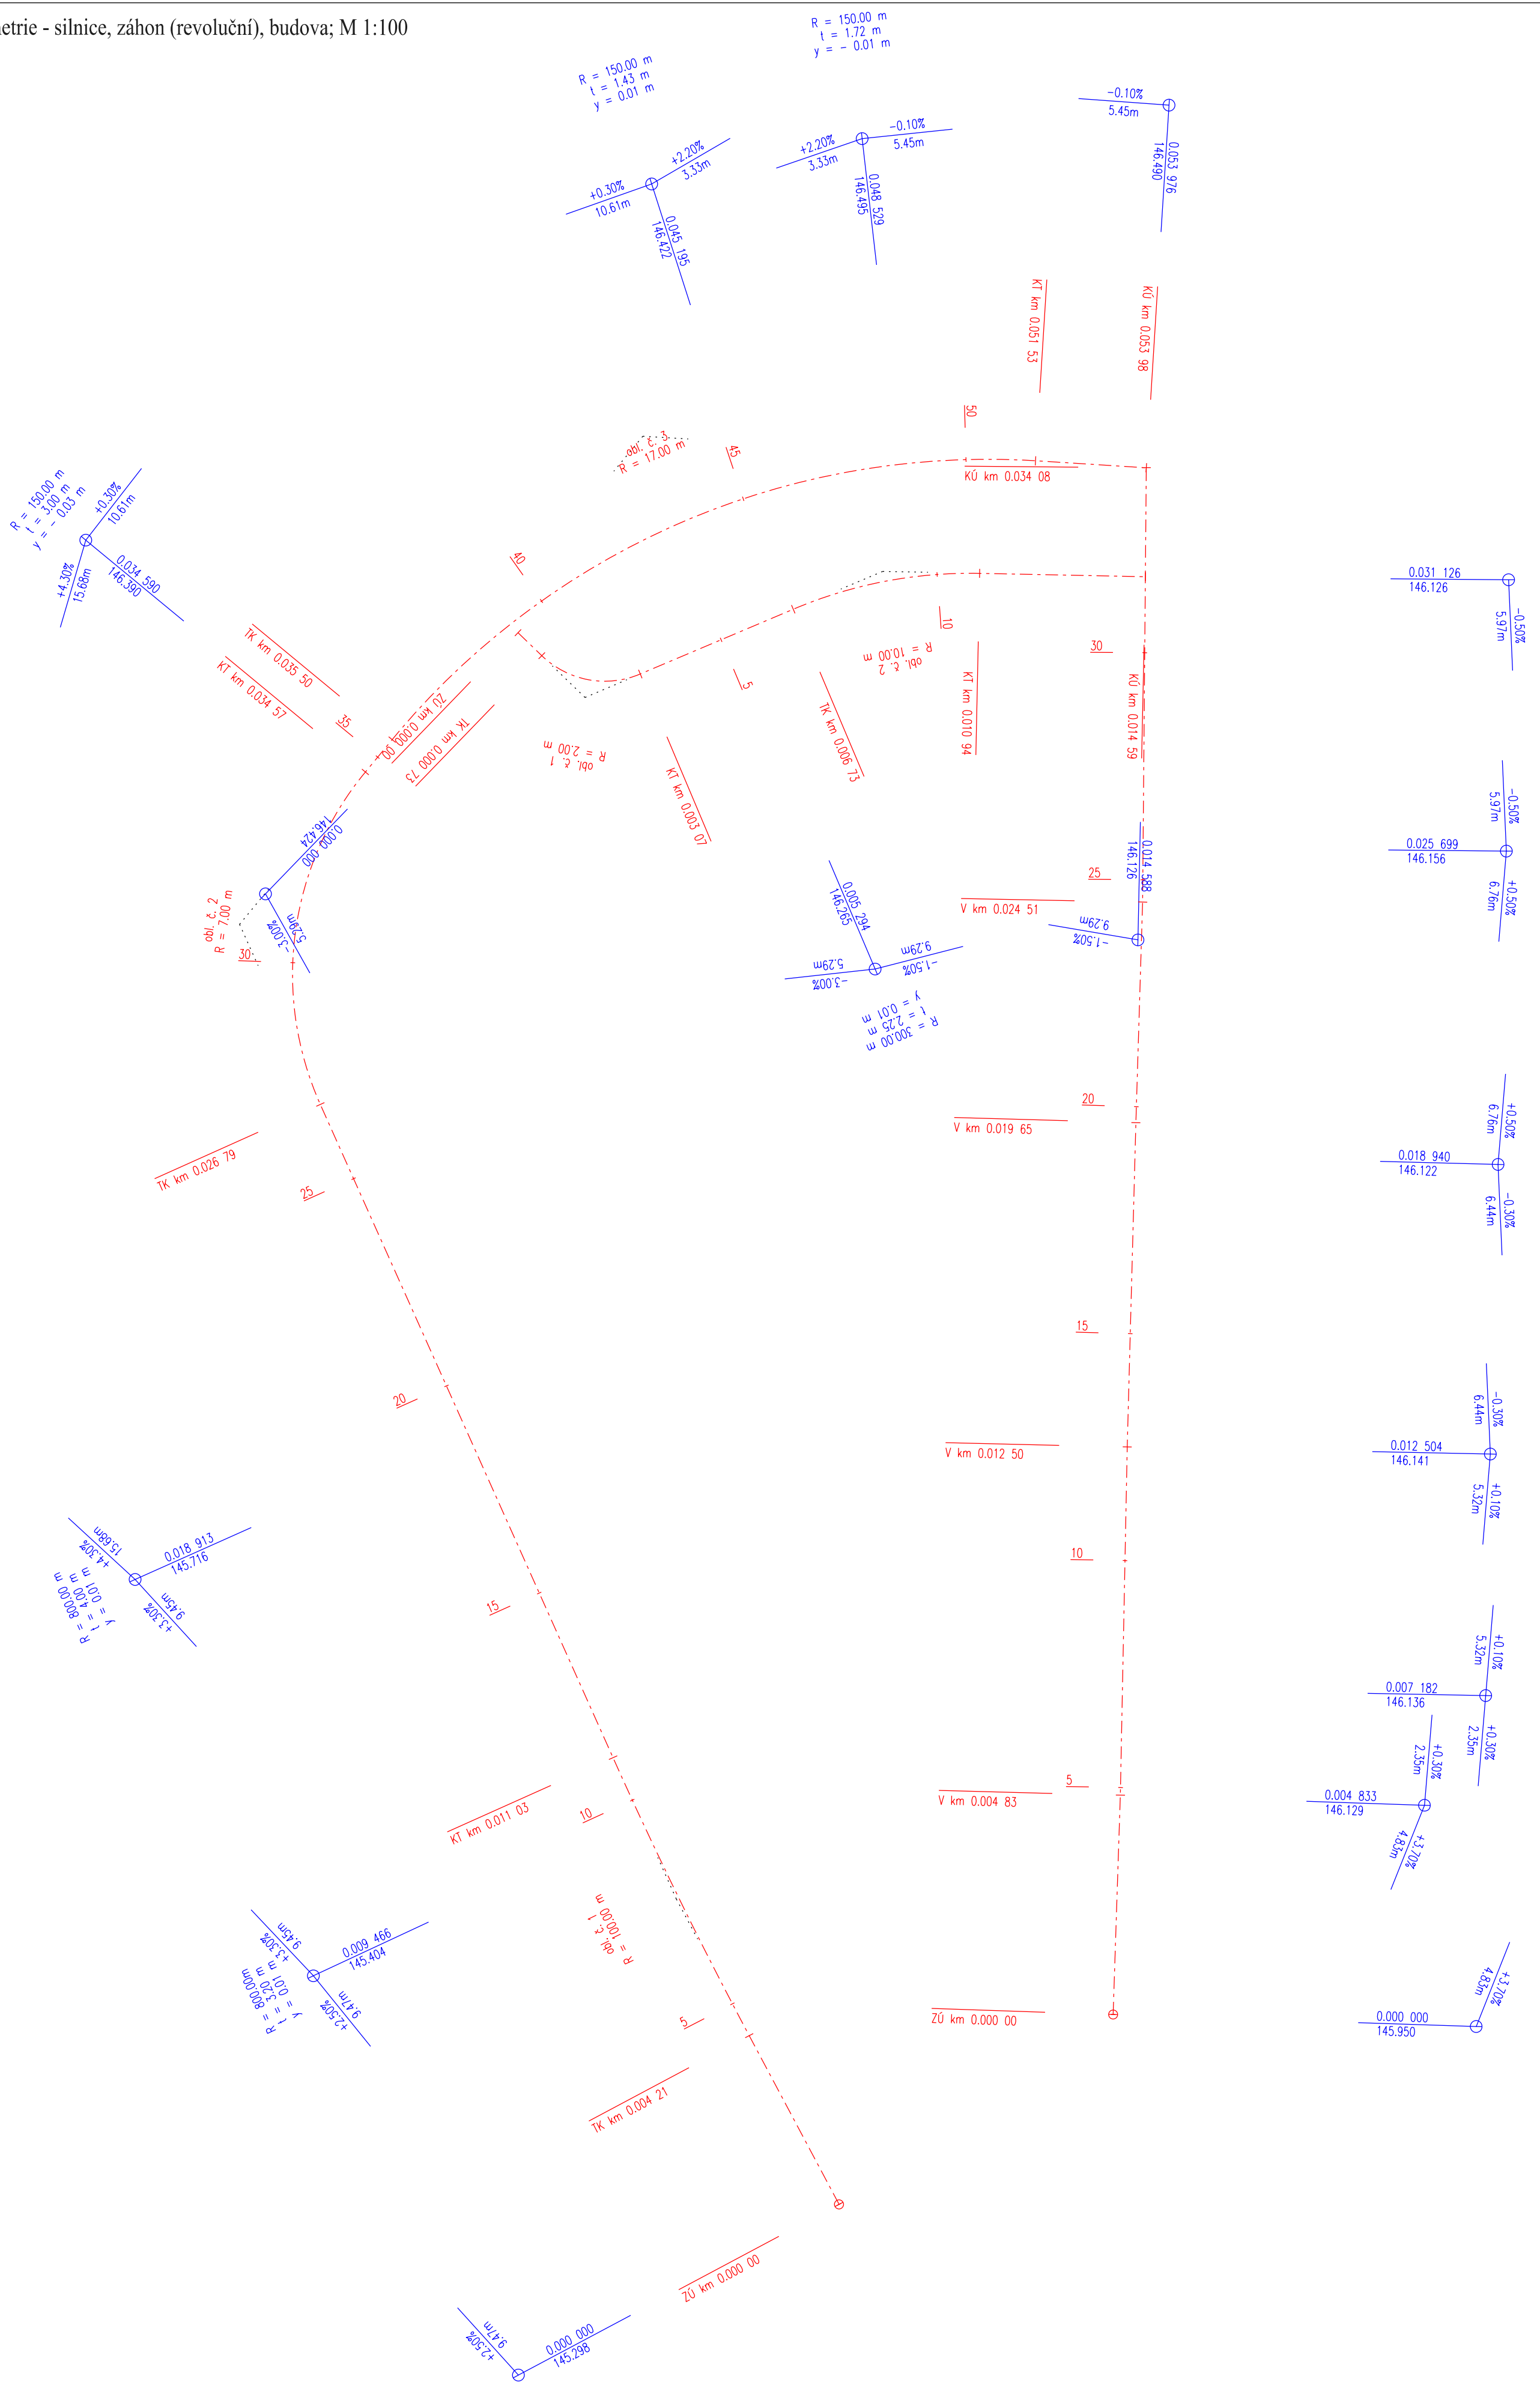 etrie - silnice, záhon (revoluční), budova; M 1:100
R = 150.00 m
t = 1.72 m
y = - 0.01 m
R = 150.00 m
t = 1.43 m
y = 0.01 m
-0.10%
5.45m
0.053 976
146.490
+2.20%
3.33m
-0.10%
5.45m
0.048 529
146.495
+0.30%
10.61m
+2.20%
3.33m
0.045 195
146.422
KT km 0.051 53
KÚ km 0.053 98
50
obl. č. 3
R = 17.00 m
45
KÚ km 0.034 08
R = 150.00 m
t = 3.00 m
y = - 0.03 m
+0.30%
10.61m
+4.30%
15.68m
0.034 590
146.390
40
0.031 126
146.126
-0.50%
5.97m
TK km 0.035 50
KT km 0.034 57
35
10
obl. č. 2
R = 10.00 m
30
5
ZÚ km 0.000 00
TK km 0.000 73
obl. č. 1
R = 2.00 m
KT km 0.003 07
TK km 0.006 73
KT km 0.010 94
KÚ km 0.014 59
-0.50%
5.97m
0.025 699
146.156
+0.50%
6.76m
0.000 000
146.424
-3.00%
5.29m
obl. č. 2
R = 7.00 m
30
0.005 294
146.265
-3.00%
5.29m
-1.50%
9.29m
R = 300.00 m
t = 2.25 m
y = 0.01 m
0.014 588
146.126
-1.50%
9.29m
25
V km 0.024 51
20
V km 0.019 65
+0.50%
6.76m
0.018 940
146.122
-0.30%
6.44m
TK km 0.026 79
25
15
20
V km 0.012 50
-0.30%
6.44m
0.012 504
146.141
+0.10%
5.32m
10
+4.30%
15.68m
0.018 913
145.716
+3.30%
9.45m
R = 800.00 m
t = 4.00 m
y = 0.01 m
15
+0.10%
5.32m
0.007 182
146.136
+0.30%
2.35m
5
V km 0.004 83
+0.30%
2.35m
0.004 833
146.129
+3.70%
4.83m
KT km 0.011 03
10
obl. č. 1
R = 100.00 m
+3.30%
9.45m
0.009 466
145.404
+2.50%
9.47m
R = 800.00m
t = 3.20 m
y = 0.01 m
5
ZÚ km 0.000 00
+3.70%
4.83m
0.000 000
145.950
TK km 0.004 21
ZÚ km 0.000 00
+2.50%
9.47m
0.000 000
145.298